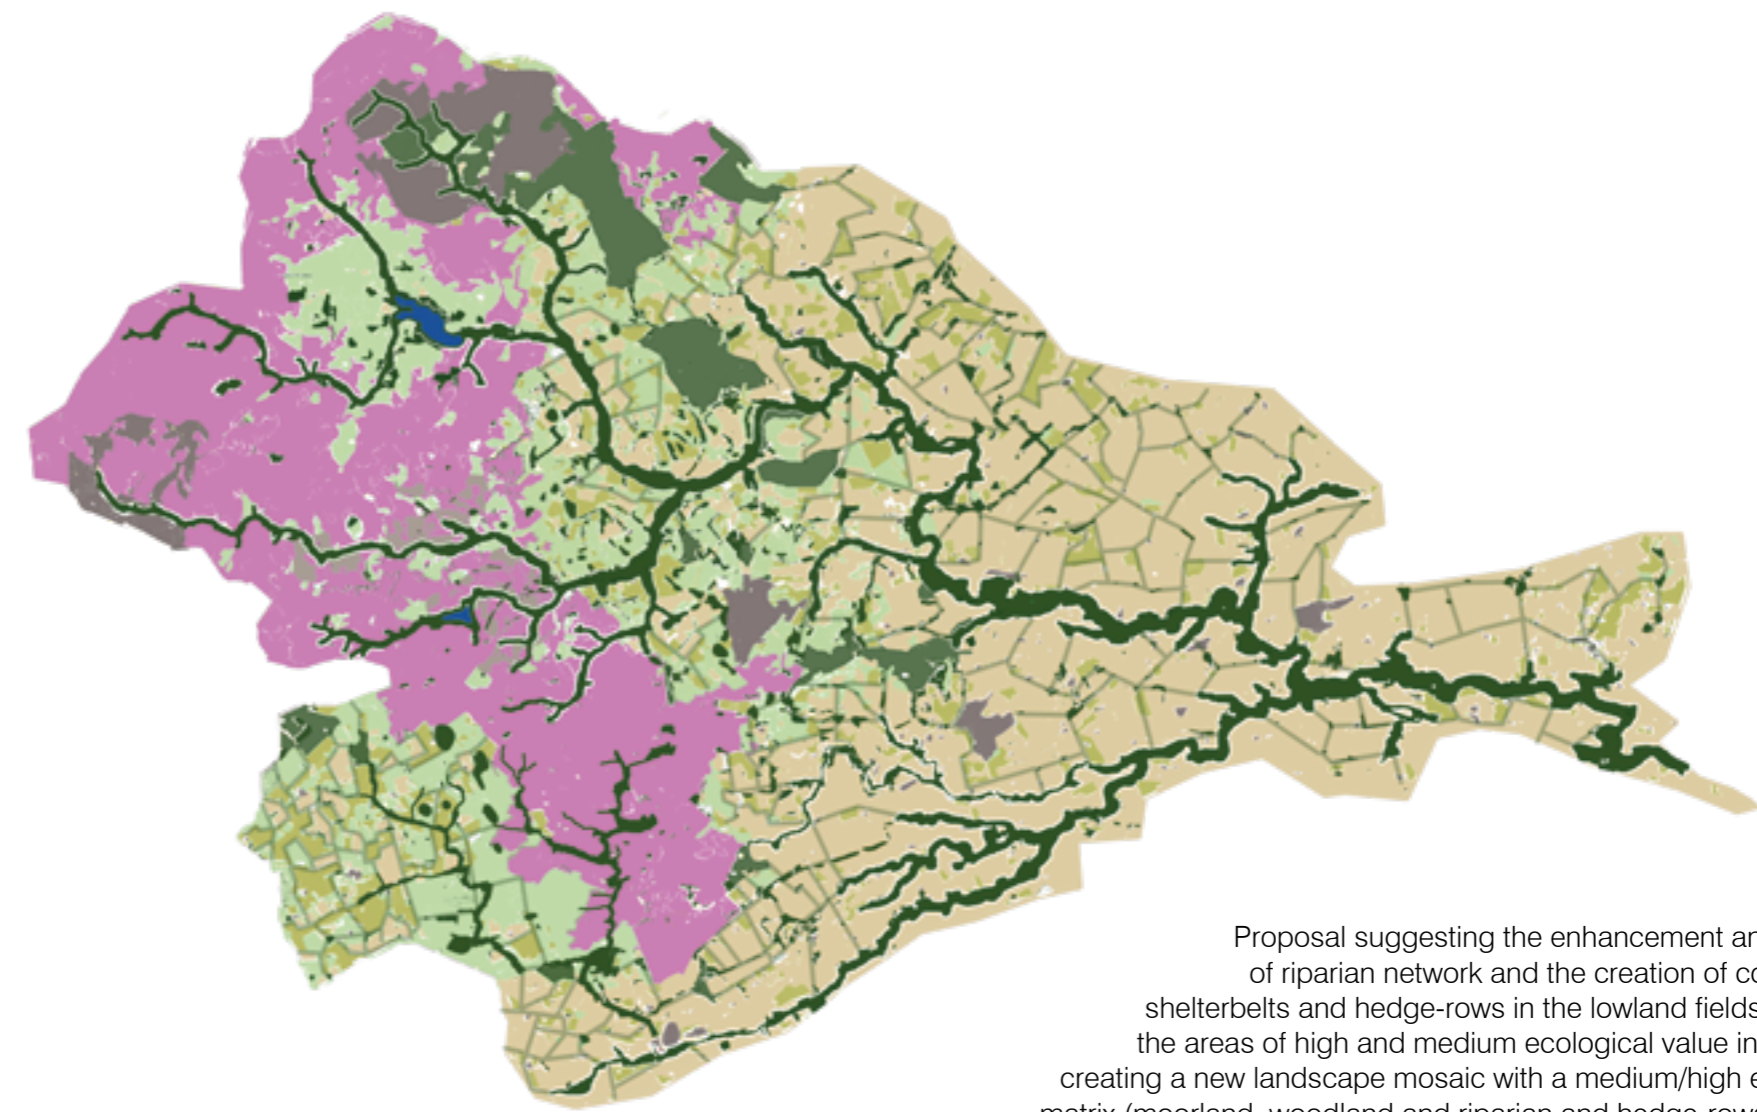 Proposal suggesting the enhancement
of riparian network and the creation of
shelterbelts and hedge-rows in the lowland fields
the areas of high and medium ecological value in
creating a new landscape mosaic with a medium/high
matrix (moorland, woodland and riparian and hedge-rows